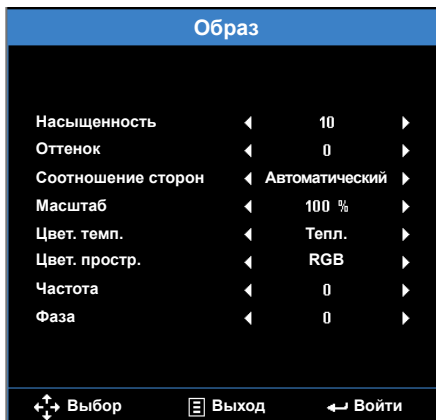 Образ
Насыщенность 10
Оттенок 0
Соотношение сторон Автоматический
Масштаб 100 %
Цвет. темп. Тепл.
Цвет. простр. RGB
Частота 0
Фаза 0
Выбор Выход Войти